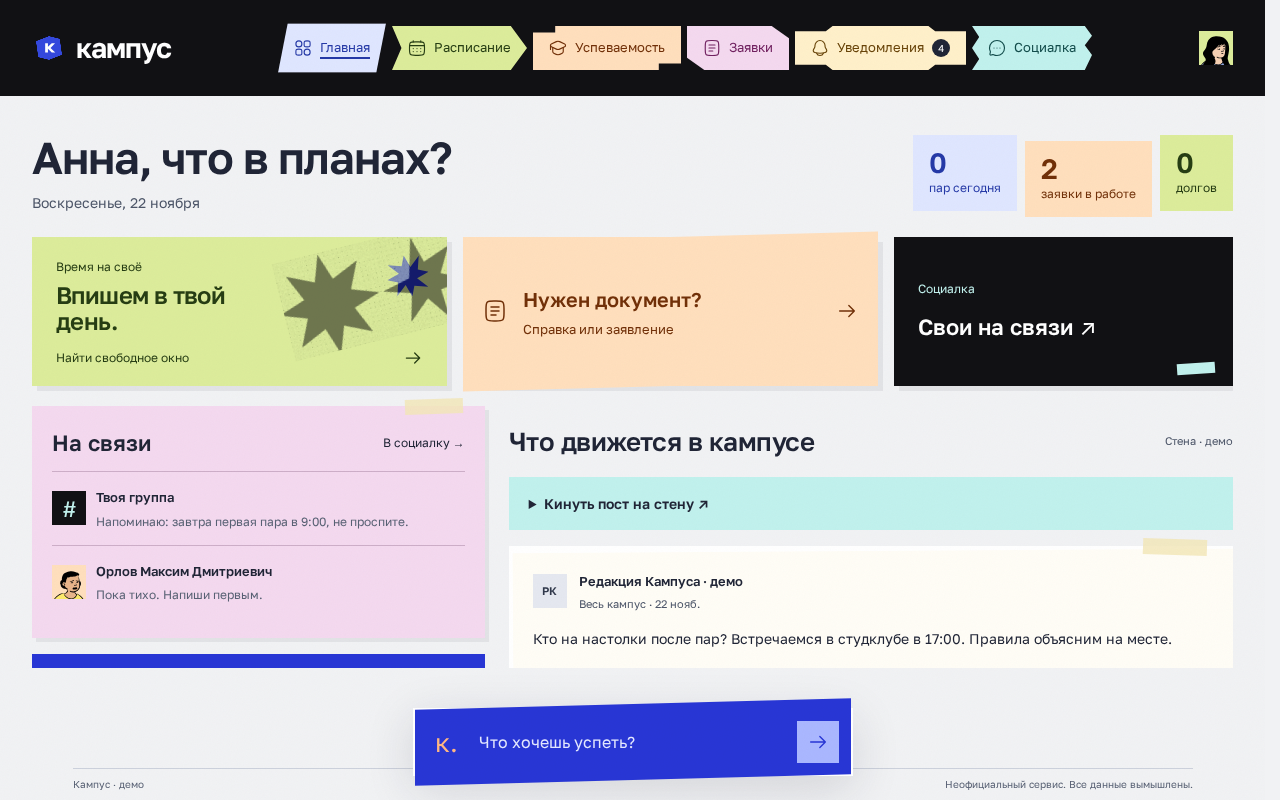 K кампус
Главная
Расписание
Успеваемость
Заявки
Уведомления 4
Социалка
Анна, что в планах?
Воскресенье, 22 ноября
0
пар сегодня
2
заявки в работе
0
долгов
Время на своё
Впишем в твой
день.
Найти свободное окно →
Нужен документ?
Справка или заявление →
Социалка
Свои на связи ↗
На связи
В социалку →
# Твоя группа
Напоминаю: завтра первая пара в 9:00, не проспите.
Орлов Максим Дмитриевич
Пока тихо. Напиши первым.
Что движется в кампусе
Стена · демо
▶ Кинуть пост на стену ↗
РК Редакция Кампуса · демо
Весь кампус · 22 нояб.
Кто на настолки после пар? Встречаемся в студклубе в 17:00. Правила объясним на месте.
К. Что хочешь успеть? →
Кампус · демо
Неофициальный сервис. Все данные вымышлены.